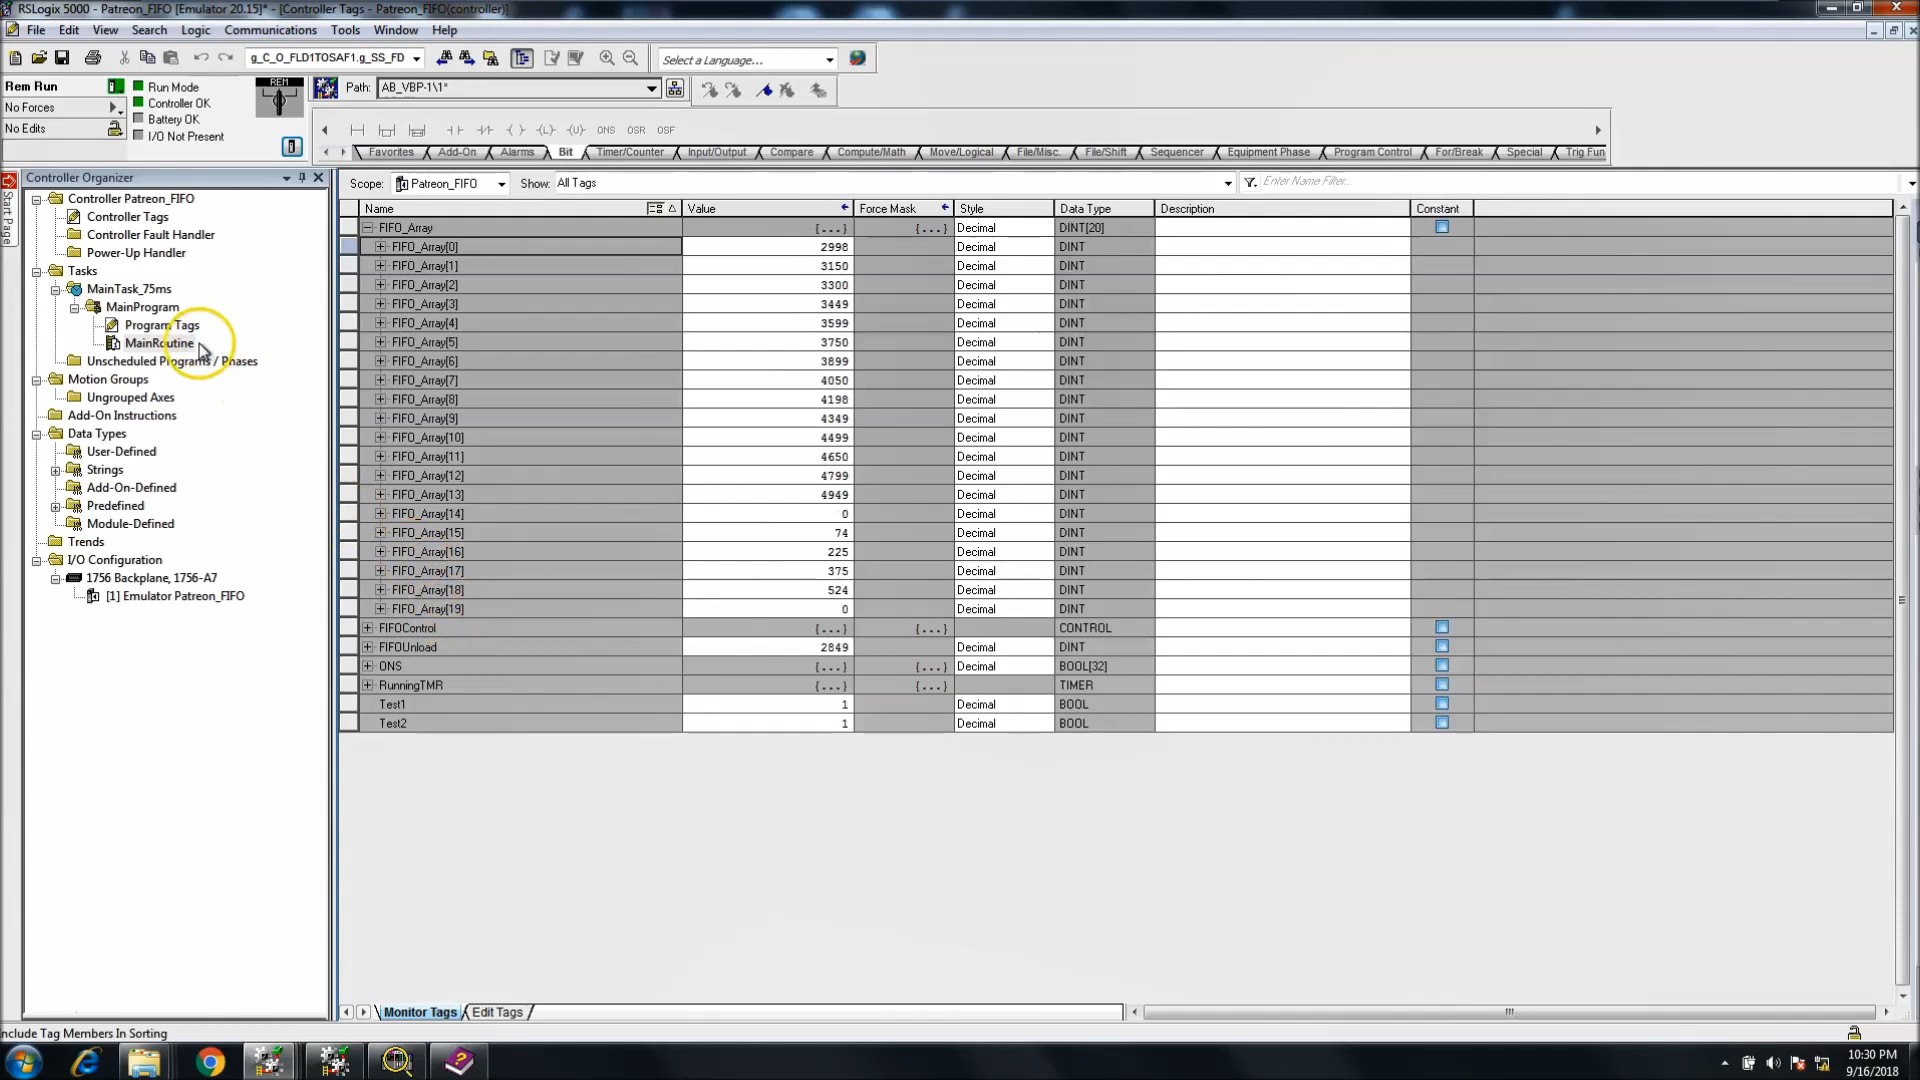 RSLogix 5000 - Patreon_FIFO [Emulator 20.15]* - [Controller Tags - Patreon_FIFO(controller)]
File Edit View Search Logic Communications Tools Window Help
g_C_O_FLD1TOSAF1.g_SS_FD Select a Language...
Rem Run Run Mode REM Path: AB_VBP-1\1*
No Forces Controller OK
Battery OK
No Edits I/O Not Present
ONS OSR OSF
Favorites Add-On Alarms Bit Timer/Counter Input/Output Compare Compute/Math Move/Logical File/Misc. File/Shift Sequencer Equipment Phase Program Control For/Break Special Trig Fun
Start Page
Controller Organizer
Controller Patreon_FIFO
Controller Tags
Controller Fault Handler
Power-Up Handler
Tasks
MainTask_75ms
MainProgram
Program Tags
MainRoutine
Unscheduled Programs / Phases
Motion Groups
Ungrouped Axes
Add-On Instructions
Data Types
User-Defined
Strings
Add-On-Defined
Predefined
Module-Defined
Trends
I/O Configuration
1756 Backplane, 1756-A7
[1] Emulator Patreon_FIFO
Scope: Patreon_FIFO Show: All Tags Enter Name Filter...
Name Value Force Mask Style Data Type Description Constant
FIFO_Array {...} {...} Decimal DINT[20]
FIFO_Array[0] 2998 Decimal DINT
FIFO_Array[1] 3150 Decimal DINT
FIFO_Array[2] 3300 Decimal DINT
FIFO_Array[3] 3449 Decimal DINT
FIFO_Array[4] 3599 Decimal DINT
FIFO_Array[5] 3750 Decimal DINT
FIFO_Array[6] 3899 Decimal DINT
FIFO_Array[7] 4050 Decimal DINT
FIFO_Array[8] 4198 Decimal DINT
FIFO_Array[9] 4349 Decimal DINT
FIFO_Array[10] 4499 Decimal DINT
FIFO_Array[11] 4650 Decimal DINT
FIFO_Array[12] 4799 Decimal DINT
FIFO_Array[13] 4949 Decimal DINT
FIFO_Array[14] 0 Decimal DINT
FIFO_Array[15] 74 Decimal DINT
FIFO_Array[16] 225 Decimal DINT
FIFO_Array[17] 375 Decimal DINT
FIFO_Array[18] 524 Decimal DINT
FIFO_Array[19] 0 Decimal DINT
FIFOControl {...} {...} CONTROL
FIFOUnload 2849 Decimal DINT
ONS {...} {...} Decimal BOOL[32]
RunningTMR {...} {...} TIMER
Test1 1 Decimal BOOL
Test2 1 Decimal BOOL
Monitor Tags Edit Tags
nclude Tag Members In Sorting
10:30 PM
9/16/2018